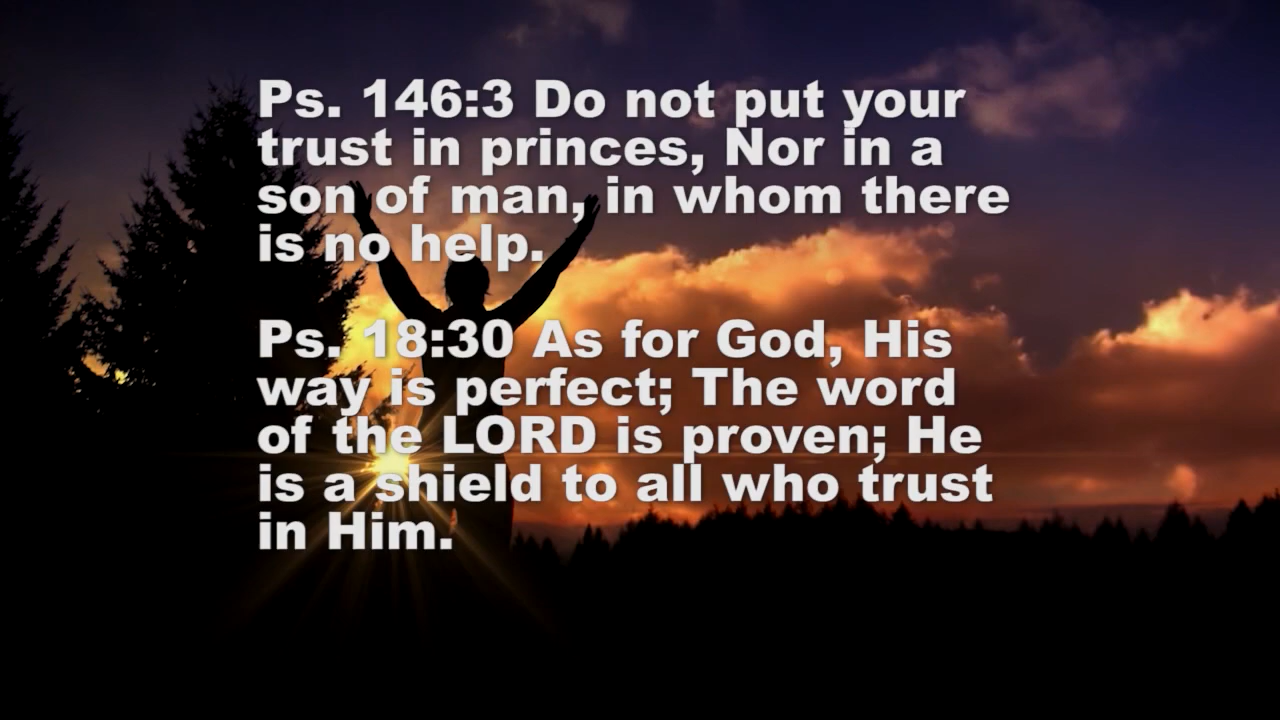 Ps. 146:3 Do not put your
trust in princes, Nor in a
son of man, in whom there
is no help.
Ps. 18:30 As for God, His
way is perfect; The word
of the LORD is proven; He
is a shield to all who trust
in Him.